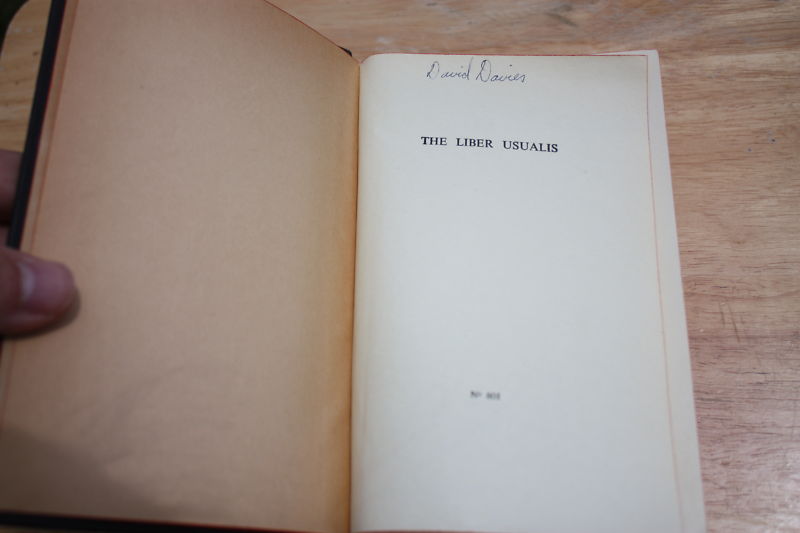 David Davies
THE LIBER USUALIS
Nº 801